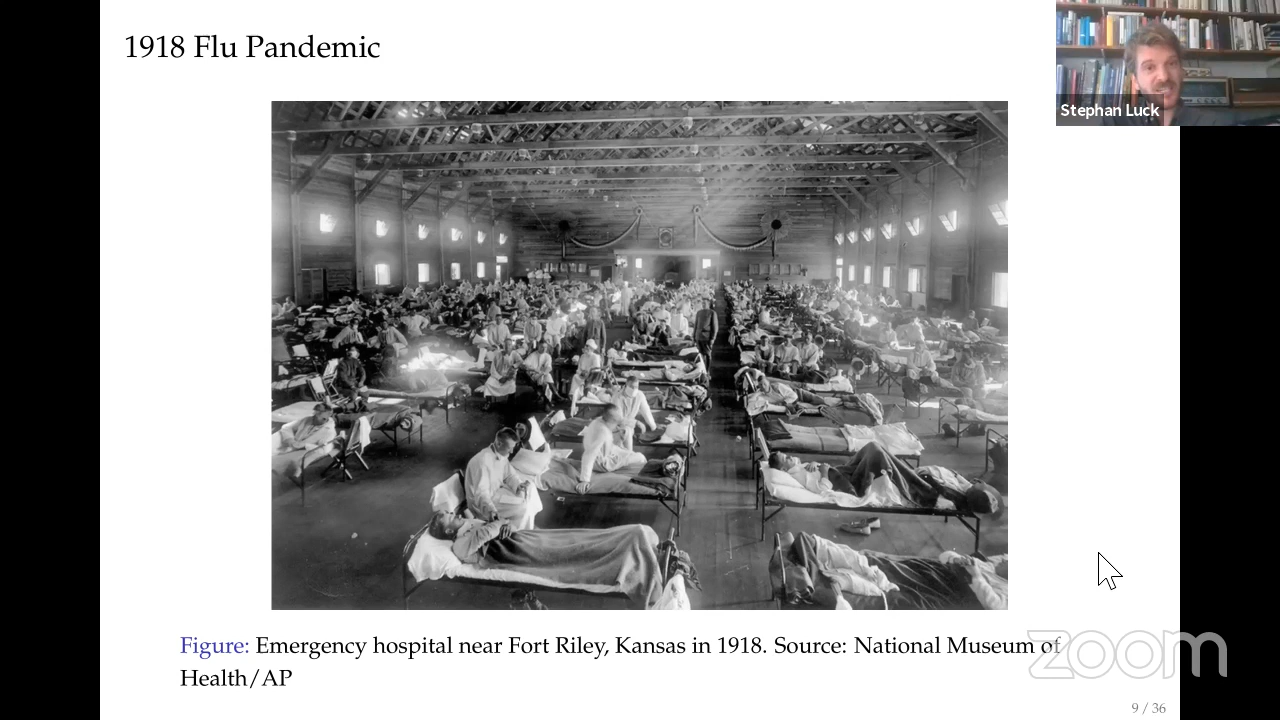 1918 Flu Pandemic
Stephan Luck
Figure: Emergency hospital near Fort Riley, Kansas in 1918. Source: National Museum of
Health/AP
zoom
9 / 36